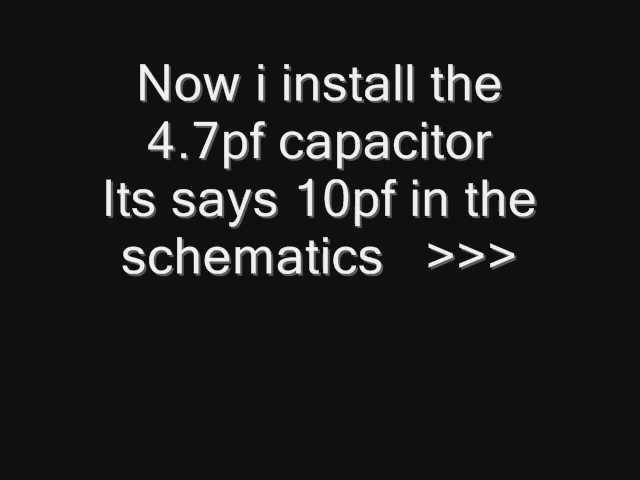 Now i install the
4.7pf capacitor
Its says 10pf in the
schematics >>>